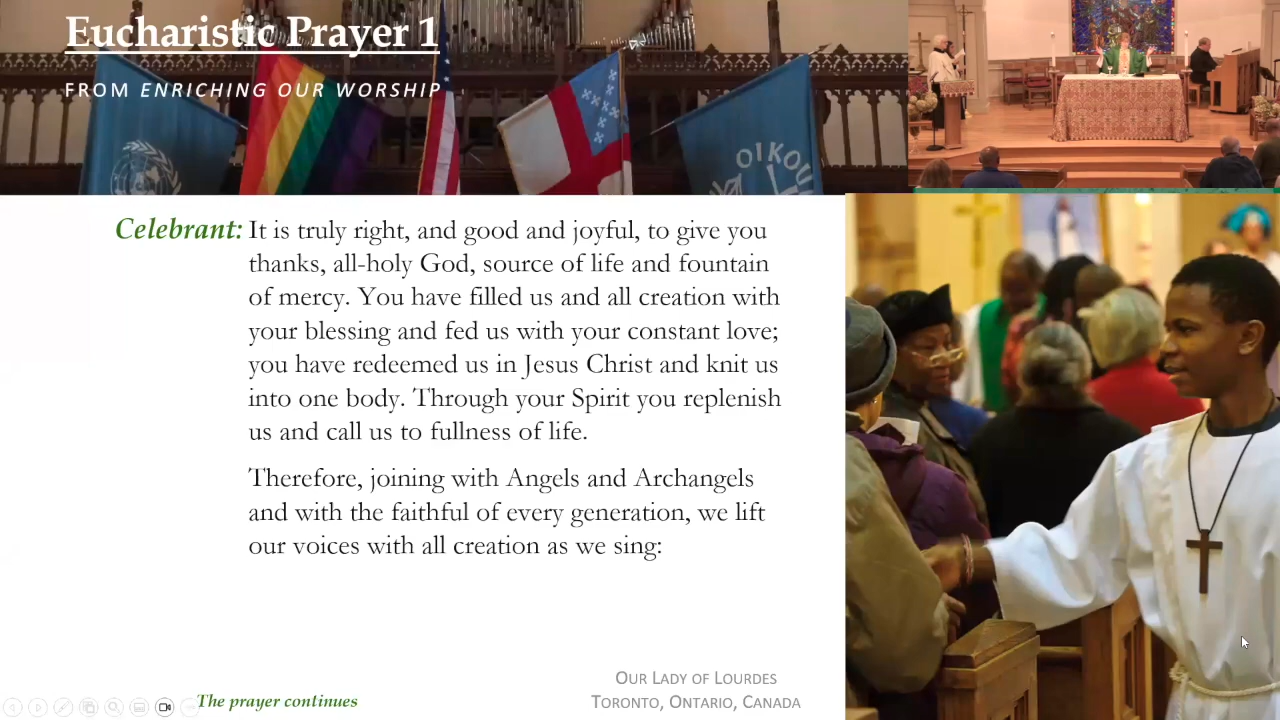 Eucharistic Prayer 1
FROM ENRICHING OUR WORSHIP
OIKOU
Celebrant: It is truly right, and good and joyful, to give you
thanks, all-holy God, source of life and fountain
of mercy. You have filled us and all creation with
your blessing and fed us with your constant love;
you have redeemed us in Jesus Christ and knit us
into one body. Through your Spirit you replenish
us and call us to fullness of life.
Therefore, joining with Angels and Archangels
and with the faithful of every generation, we lift
our voices with all creation as we sing:
OUR LADY OF LOURDES
TORONTO, ONTARIO, CANADA
The prayer continues